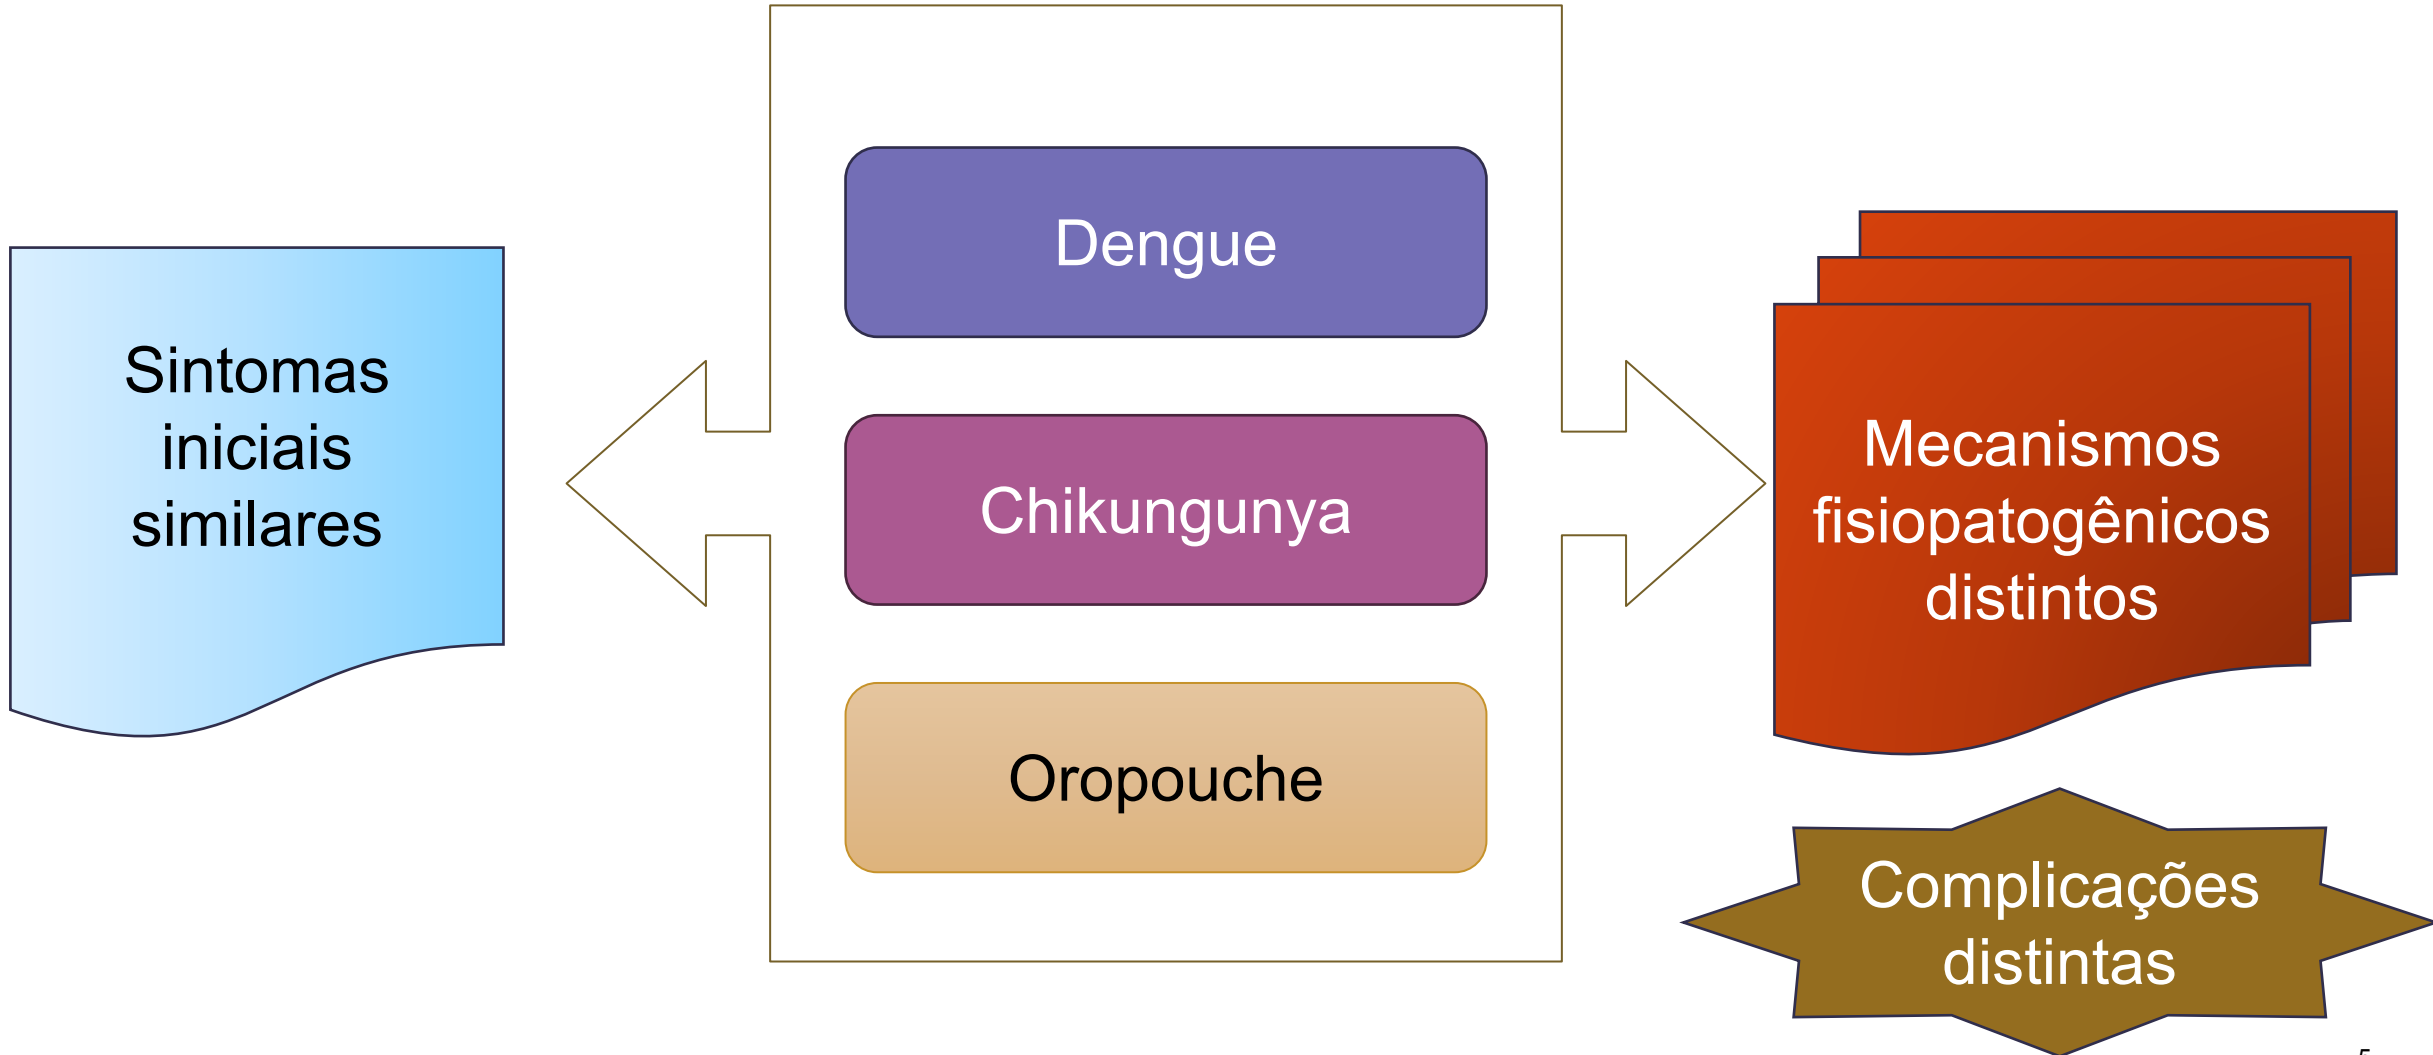 Sintomas
iniciais
similares
Dengue
Chikungunya
Oropouche
Mecanismos
fisiopatogênicos
distintos
Complicações
distintas